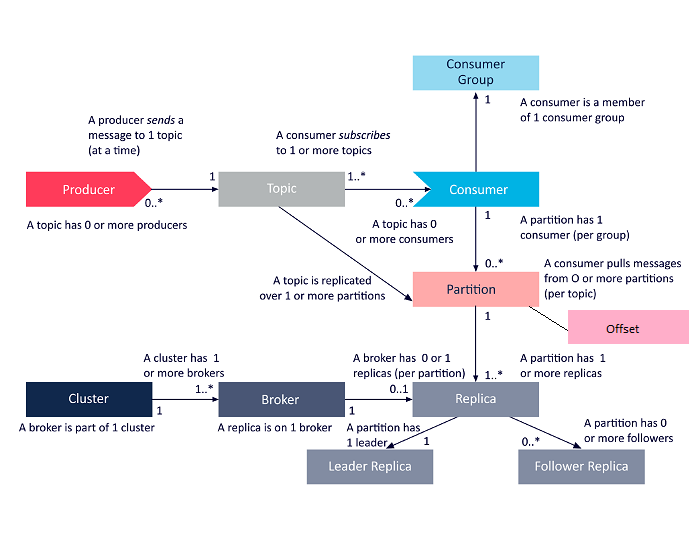 Consumer
Group
1
A consumer is a member
of 1 consumer group
A producer sends a
message to 1 topic
(at a time)
A consumer subscribes
to 1 or more topics
Producer
1
0..*
Topic
1..*
0..*
Consumer
A topic has 0 or more producers
A topic has 0
or more consumers
1
A partition has 1
consumer (per group)
0..*
A consumer pulls messages
from O or more partitions
(per topic)
A topic is replicated
over 1 or more partitions
Partition
Offset
1
A cluster has 1
or more brokers
A broker has 0 or 1
replicas (per partition)
A partition has 1
or more replicas
1..*
Cluster
1..*
1
Broker
0..1
1
Replica
A broker is part of 1 cluster
A replica is on 1 broker
A partition has
1 leader
1
0..*
A partition has 0
or more followers
Leader Replica
Follower Replica